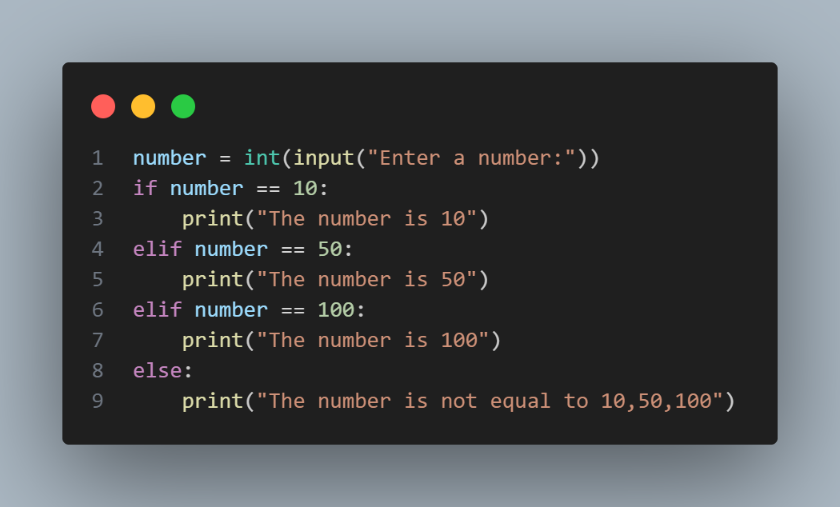 1 number = int(input("Enter a number:"))
2 if number == 10:
3     print("The number is 10")
4 elif number == 50:
5     print("The number is 50")
6 elif number == 100:
7     print("The number is 100")
8 else:
9     print("The number is not equal to 10,50,100")